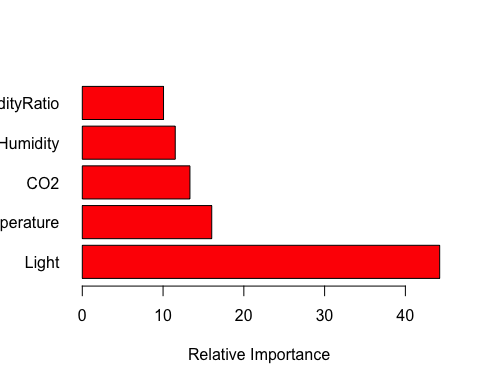 dityRatio
Humidity
CO2
perature
Light
0 10 20 30 40
Relative Importance